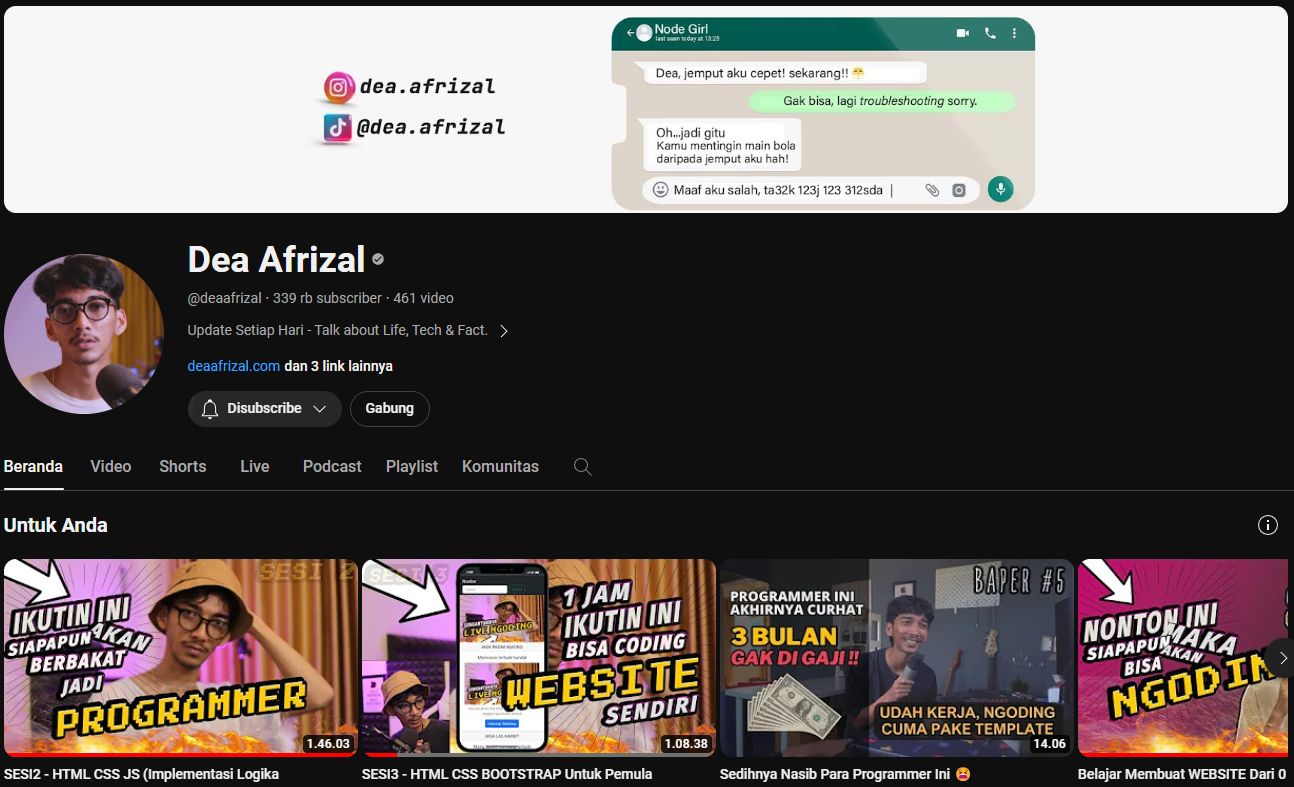 dea.afrizal
@dea.afrizal
Node Girl
last seen today at 13:25
Dea, jemput aku cepet! sekarang!! 😤
Gak bisa, lagi troubleshooting sorry.
Oh...jadi gitu
Kamu mentingin main bola
daripada jemput aku hah!
Maaf aku salah, ta32k 123j 123 312sda |
Dea Afrizal
@deaafrizal · 339 rb subscriber · 461 video
Update Setiap Hari - Talk about Life, Tech & Fact.
deaafrizal.com dan 3 link lainnya
Disubscribe
Gabung
Beranda Video Shorts Live Podcast Playlist Komunitas
Untuk Anda
SESI 2
IKUTIN INI
SIAPAPUN AKAN
BERBAKAT
JADI
PROGRAMMER
1.46.03
SESI2 - HTML CSS JS (Implementasi Logika
SESI 3
LIVE NGODING
1 JAM
IKUTIN INI
BISA CODING
WEBSITE
SENDIRI
1.08.38
SESI3 - HTML CSS BOOTSTRAP Untuk Pemula
BAPER #5
PROGRAMMER INI
AKHIRNYA CURHAT
3 BULAN
GAK DI GAJI !!
UDAH KERJA, NGODING
CUMA PAKE TEMPLATE
14.06
Sedihnya Nasib Para Programmer Ini 😝
NONTON INI
MAKA
SIAPAPUN AKAN
BISA
NGODIN
Belajar Membuat WEBSITE Dari 0